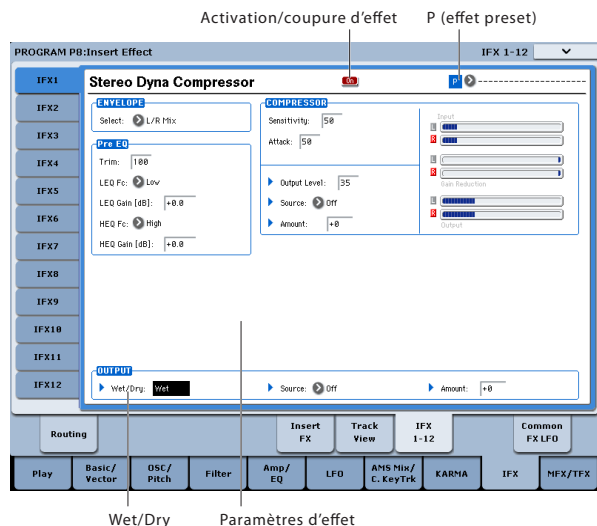 Activation/coupure d’effet P (effet preset)
PROGRAM P8:Insert Effect IFX 1-12
IFX1
IFX2
IFX3
IFX4
IFX5
IFX6
IFX7
IFX8
IFX9
IFX10
IFX11
IFX12
Stereo Dyna Compressor On P ---------------
ENVELOPE
Select: L/R Mix
Pre EQ
Trim: 100
LEQ Fc: Low
LEQ Gain [dB]: +0.0
HEQ Fc: High
HEQ Gain [dB]: +0.0
COMPRESSOR
Sensitivity: 50
Attack: 50
Output Level: 35
Source: Off
Amount: +0
Input
L
R
L
R
Gain Reduction
L
R
Output
OUTPUT
Wet/Dry: Wet Source: Off Amount: +0
Routing
Insert FX
Track View
IFX 1-12
Common FX LFO
Play
Basic/ Vector
OSC/ Pitch
Filter
Amp/ EQ
LFO
AMS Mix/ C. KeyTrk
KARMA
IFX
MFX/TFX
Wet/Dry Paramètres d’effet